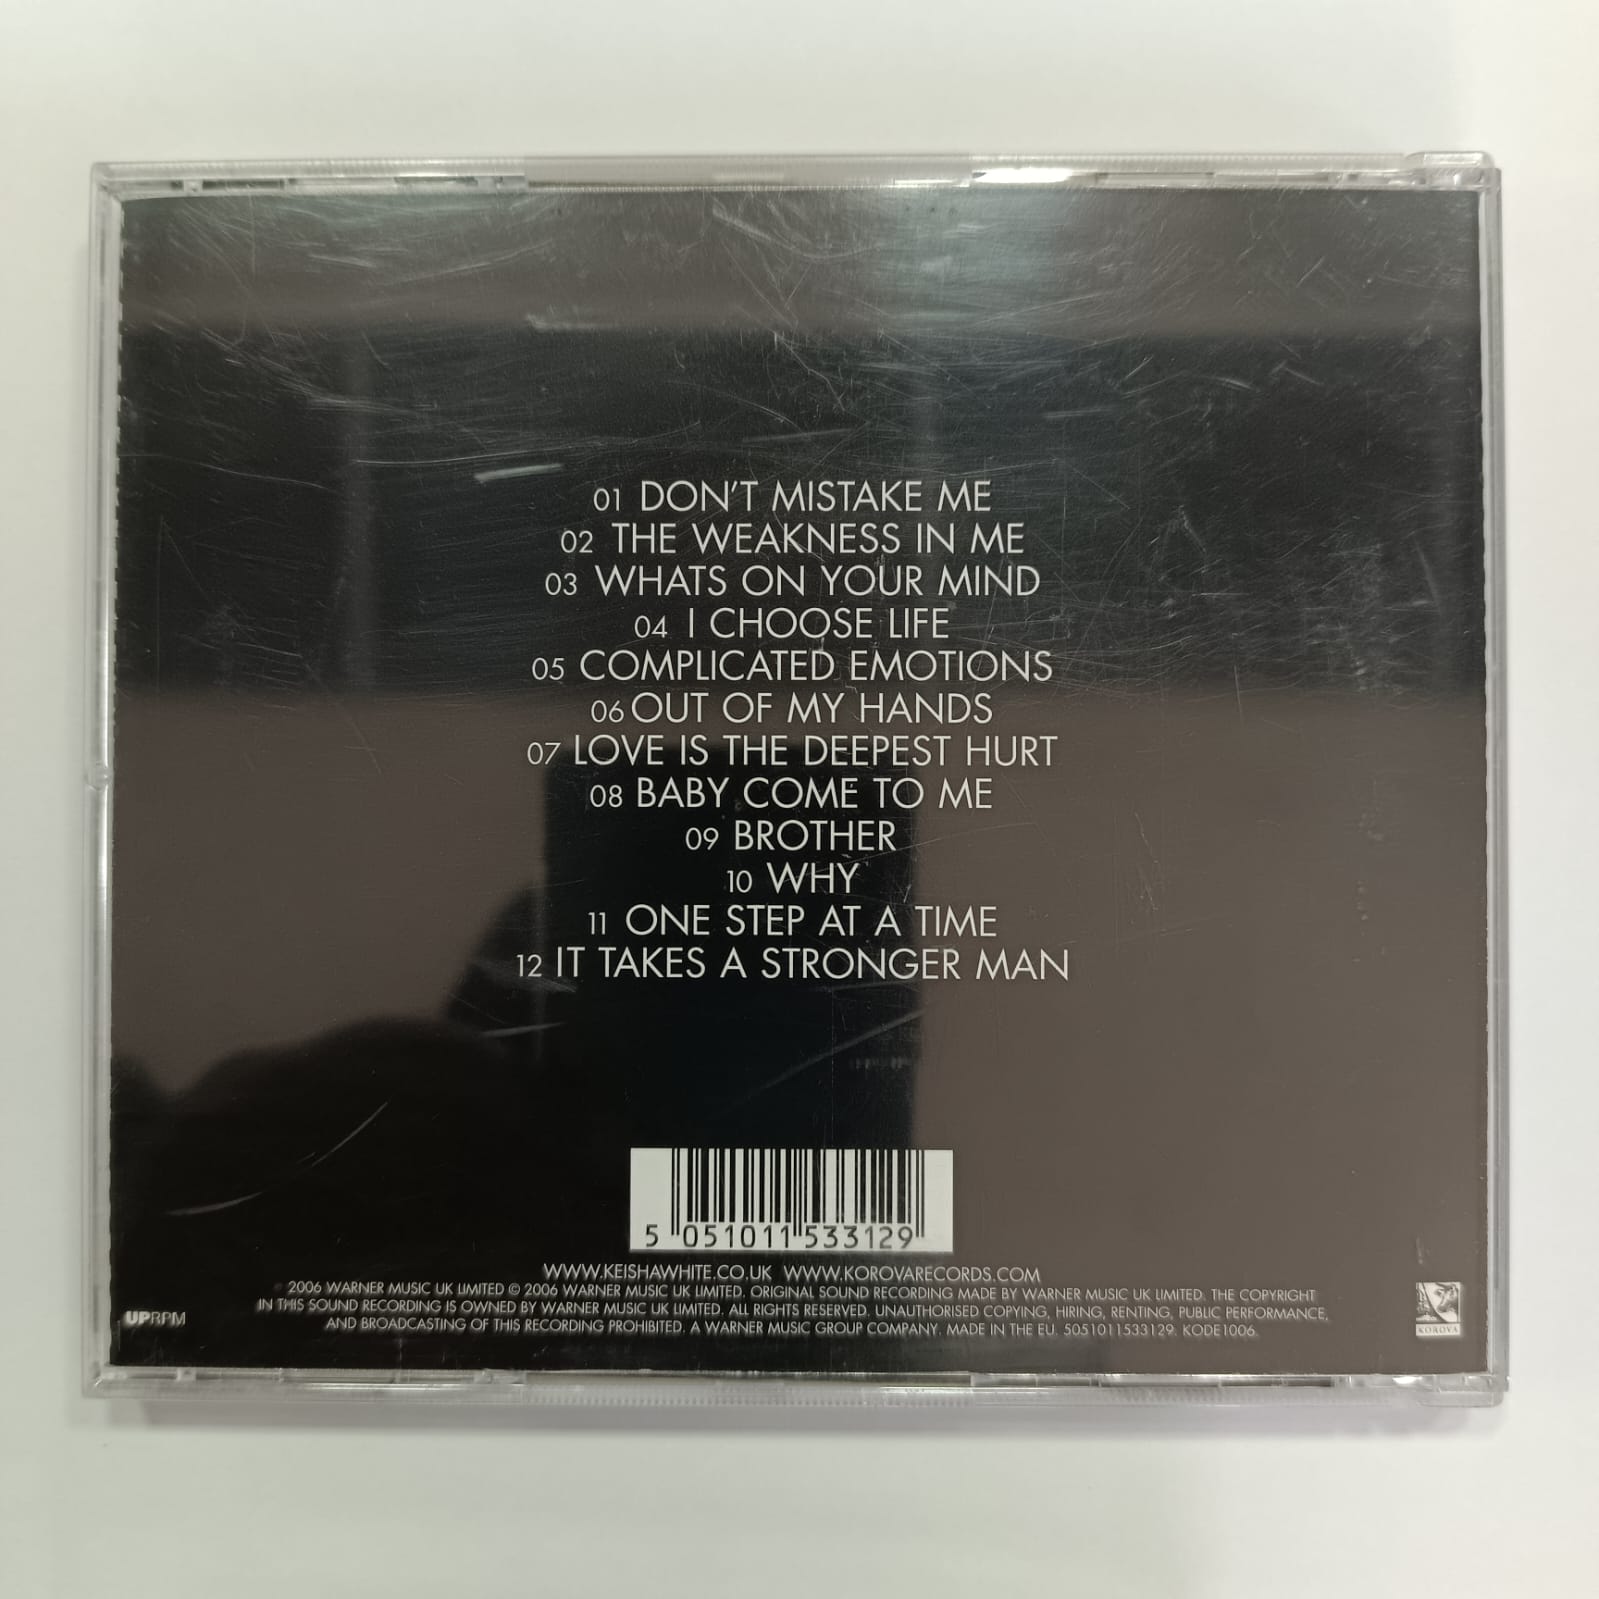 01 DON'T MISTAKE ME
02 THE WEAKNESS IN ME
03 WHATS ON YOUR MIND
04 I CHOOSE LIFE
05 COMPLICATED EMOTIONS
06 OUT OF MY HANDS
07 LOVE IS THE DEEPEST HURT
08 BABY COME TO ME
09 BROTHER
10 WHY
11 ONE STEP AT A TIME
12 IT TAKES A STRONGER MAN
5 051011 533129
WWW.KEISHAWHITE.CO.UK WWW.KOROVARECORDS.COM
2006 WARNER MUSIC UK LIMITED © 2006 WARNER MUSIC UK LIMITED. ORIGINAL SOUND RECORDING MADE BY WARNER MUSIC UK LIMITED. THE COPYRIGHT
IN THIS SOUND RECORDING IS OWNED BY WARNER MUSIC UK LIMITED. ALL RIGHTS RESERVED. UNAUTHORISED COPYING, HIRING, RENTING, PUBLIC PERFORMANCE,
AND BROADCASTING OF THIS RECORDING PROHIBITED. A WARNER MUSIC GROUP COMPANY. MADE IN THE EU. 5051011533129. KODE1006.
UPRPM
KOROVA